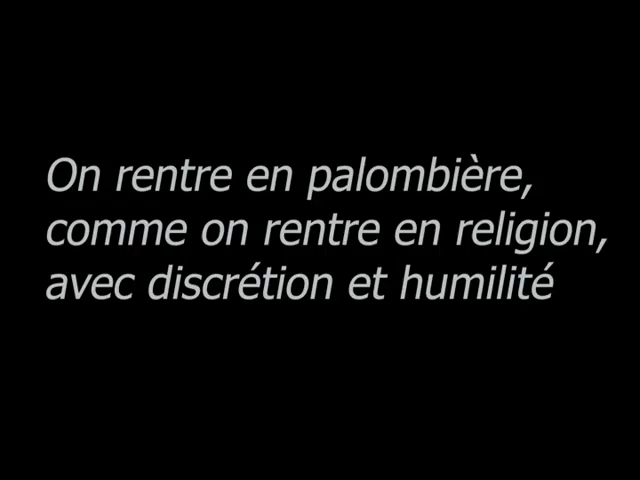 On rentre en palombière,
comme on rentre en religion,
avec discrétion et humilité